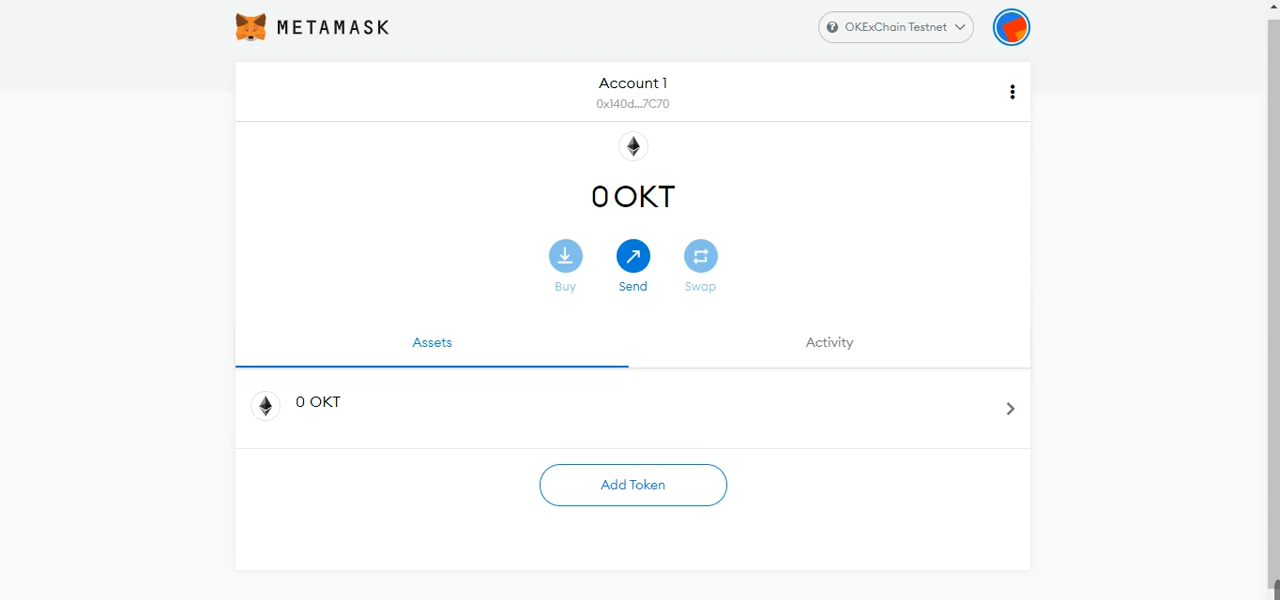 METAMASK
OKExChain Testnet
Account 1
0x140d...7C70
0 OKT
Buy
Send
Swap
Assets
Activity
0 OKT
Add Token